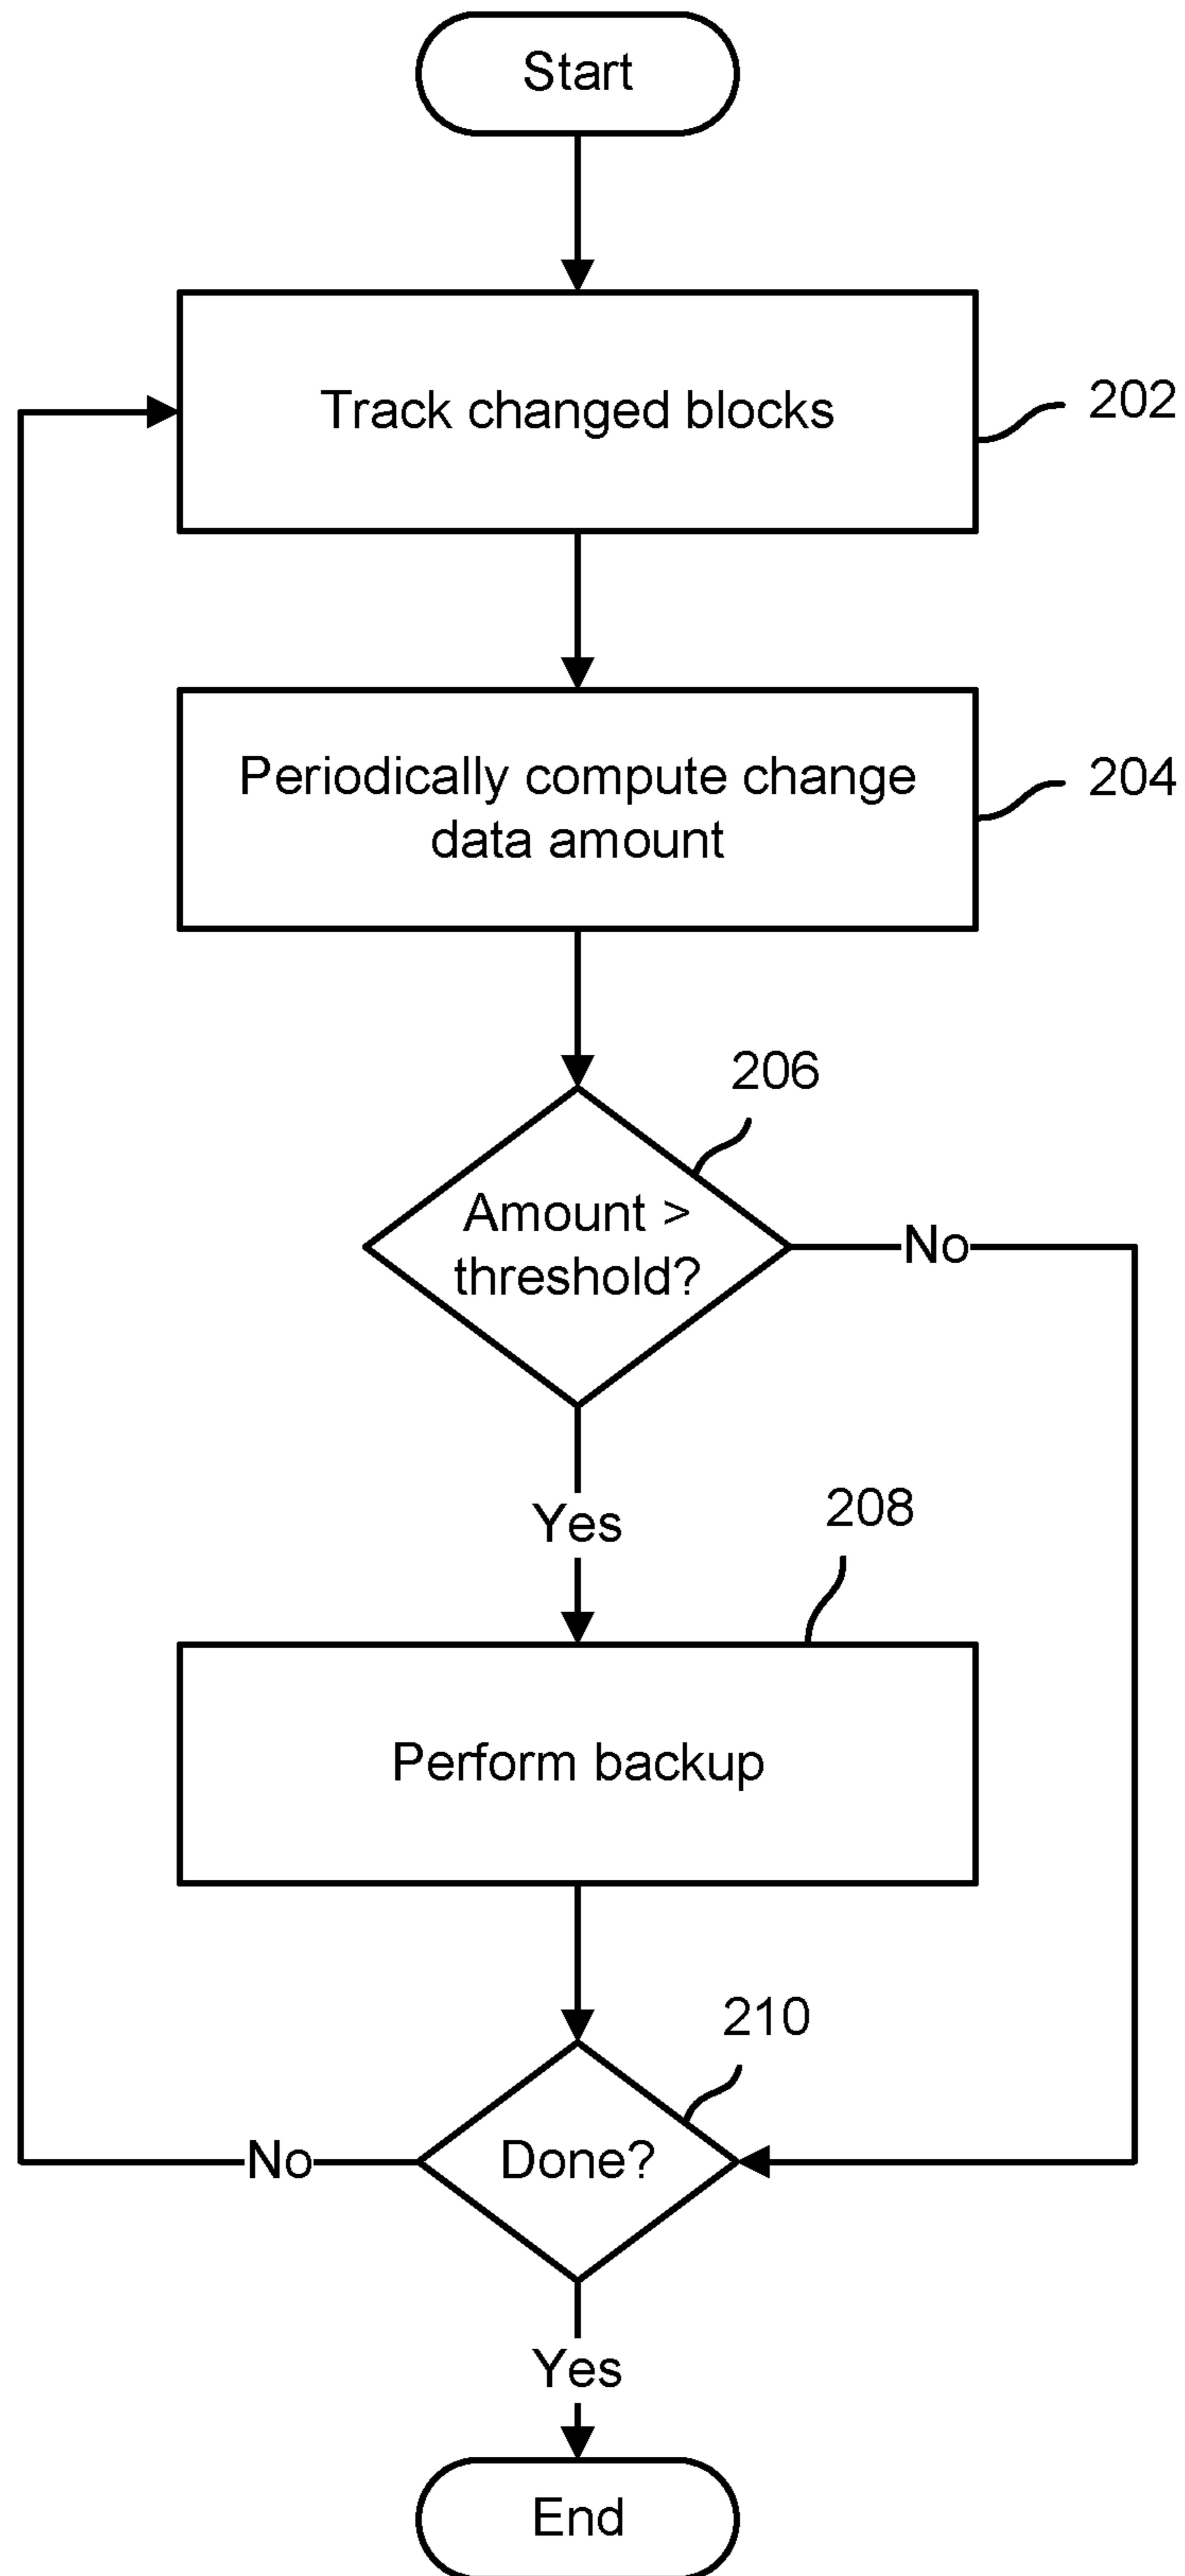 Start
Track changed blocks
202
Periodically compute change
data amount
204
206
Amount >
threshold?
No
Yes
208
Perform backup
210
Done?
No
Yes
End